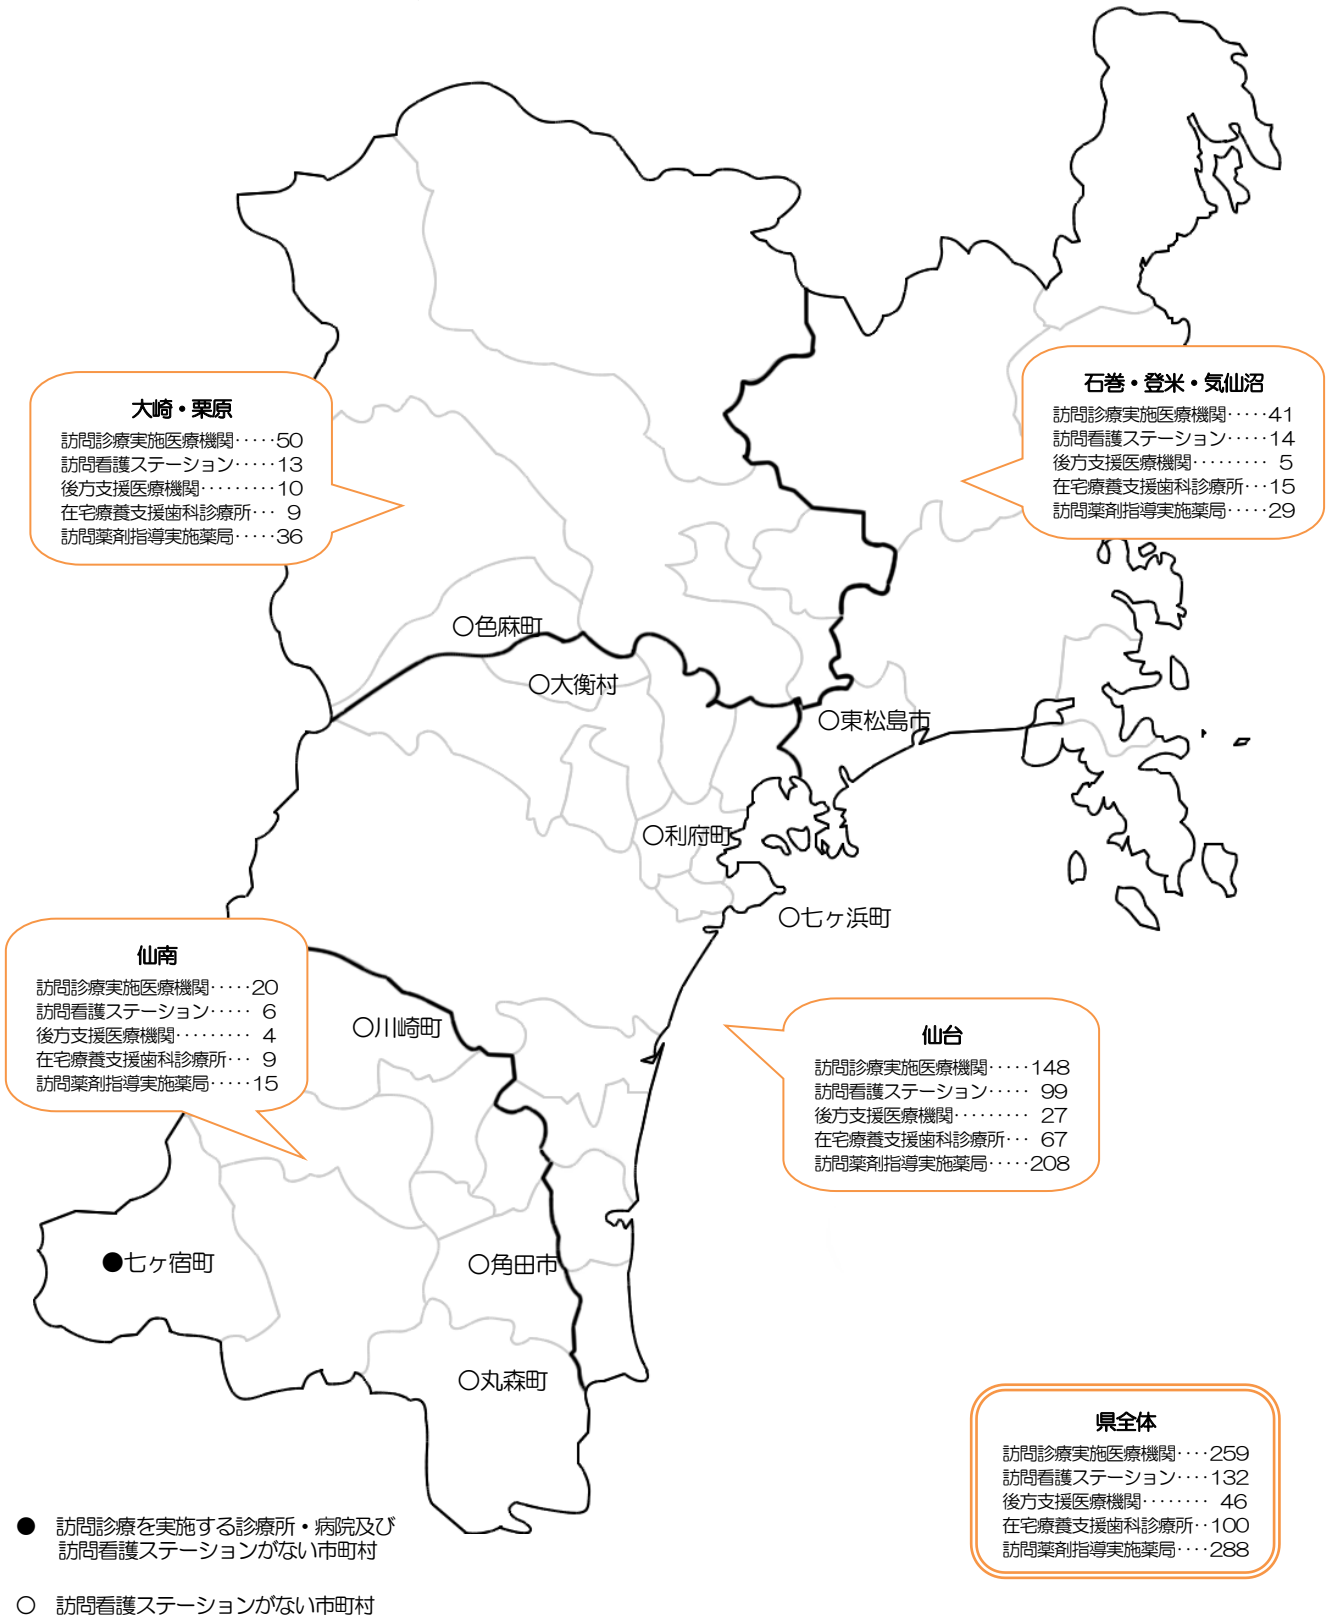 石巻・登米・気仙沼
訪問診療実施医療機関·····41
訪問看護ステーション·····14
後方支援医療機関········· 5
在宅療養支援歯科診療所···15
訪問薬剤指導実施薬局·····29
大崎・栗原
訪問診療実施医療機関·····50
訪問看護ステーション·····13
後方支援医療機関·········10
在宅療養支援歯科診療所··· 9
訪問薬剤指導実施薬局·····36
○色麻町
○大衡村
○東松島市
○利府町
○七ヶ浜町
仙南
訪問診療実施医療機関·····20
訪問看護ステーション····· 6
後方支援医療機関········· 4
在宅療養支援歯科診療所··· 9
訪問薬剤指導実施薬局·····15
○川崎町
仙台
訪問診療実施医療機関·····148
訪問看護ステーション····· 99
後方支援医療機関········· 27
在宅療養支援歯科診療所··· 67
訪問薬剤指導実施薬局·····208
●七ヶ宿町
○角田市
○丸森町
県全体
訪問診療実施医療機関····259
訪問看護ステーション····132
後方支援医療機関········ 46
在宅療養支援歯科診療所··100
訪問薬剤指導実施薬局····288
● 訪問診療を実施する診療所・病院及び
訪問看護ステーションがない市町村
○ 訪問看護ステーションがない市町村